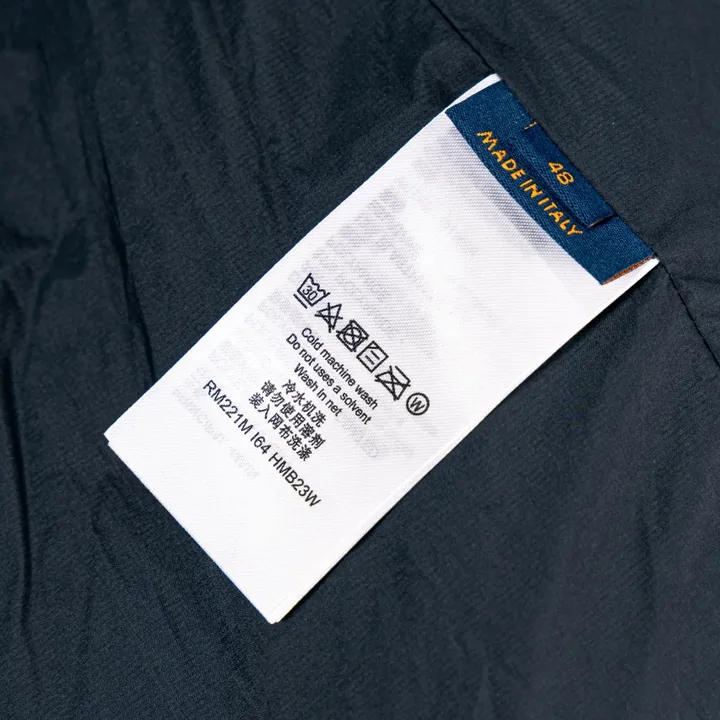 48
MADE IN ITALY
30
W
Cold machine wash
Do not uses a solvent
Wash in net
冷水机洗
请勿使用溶剂
装入网布洗涤
RM221M I64 HMB23W